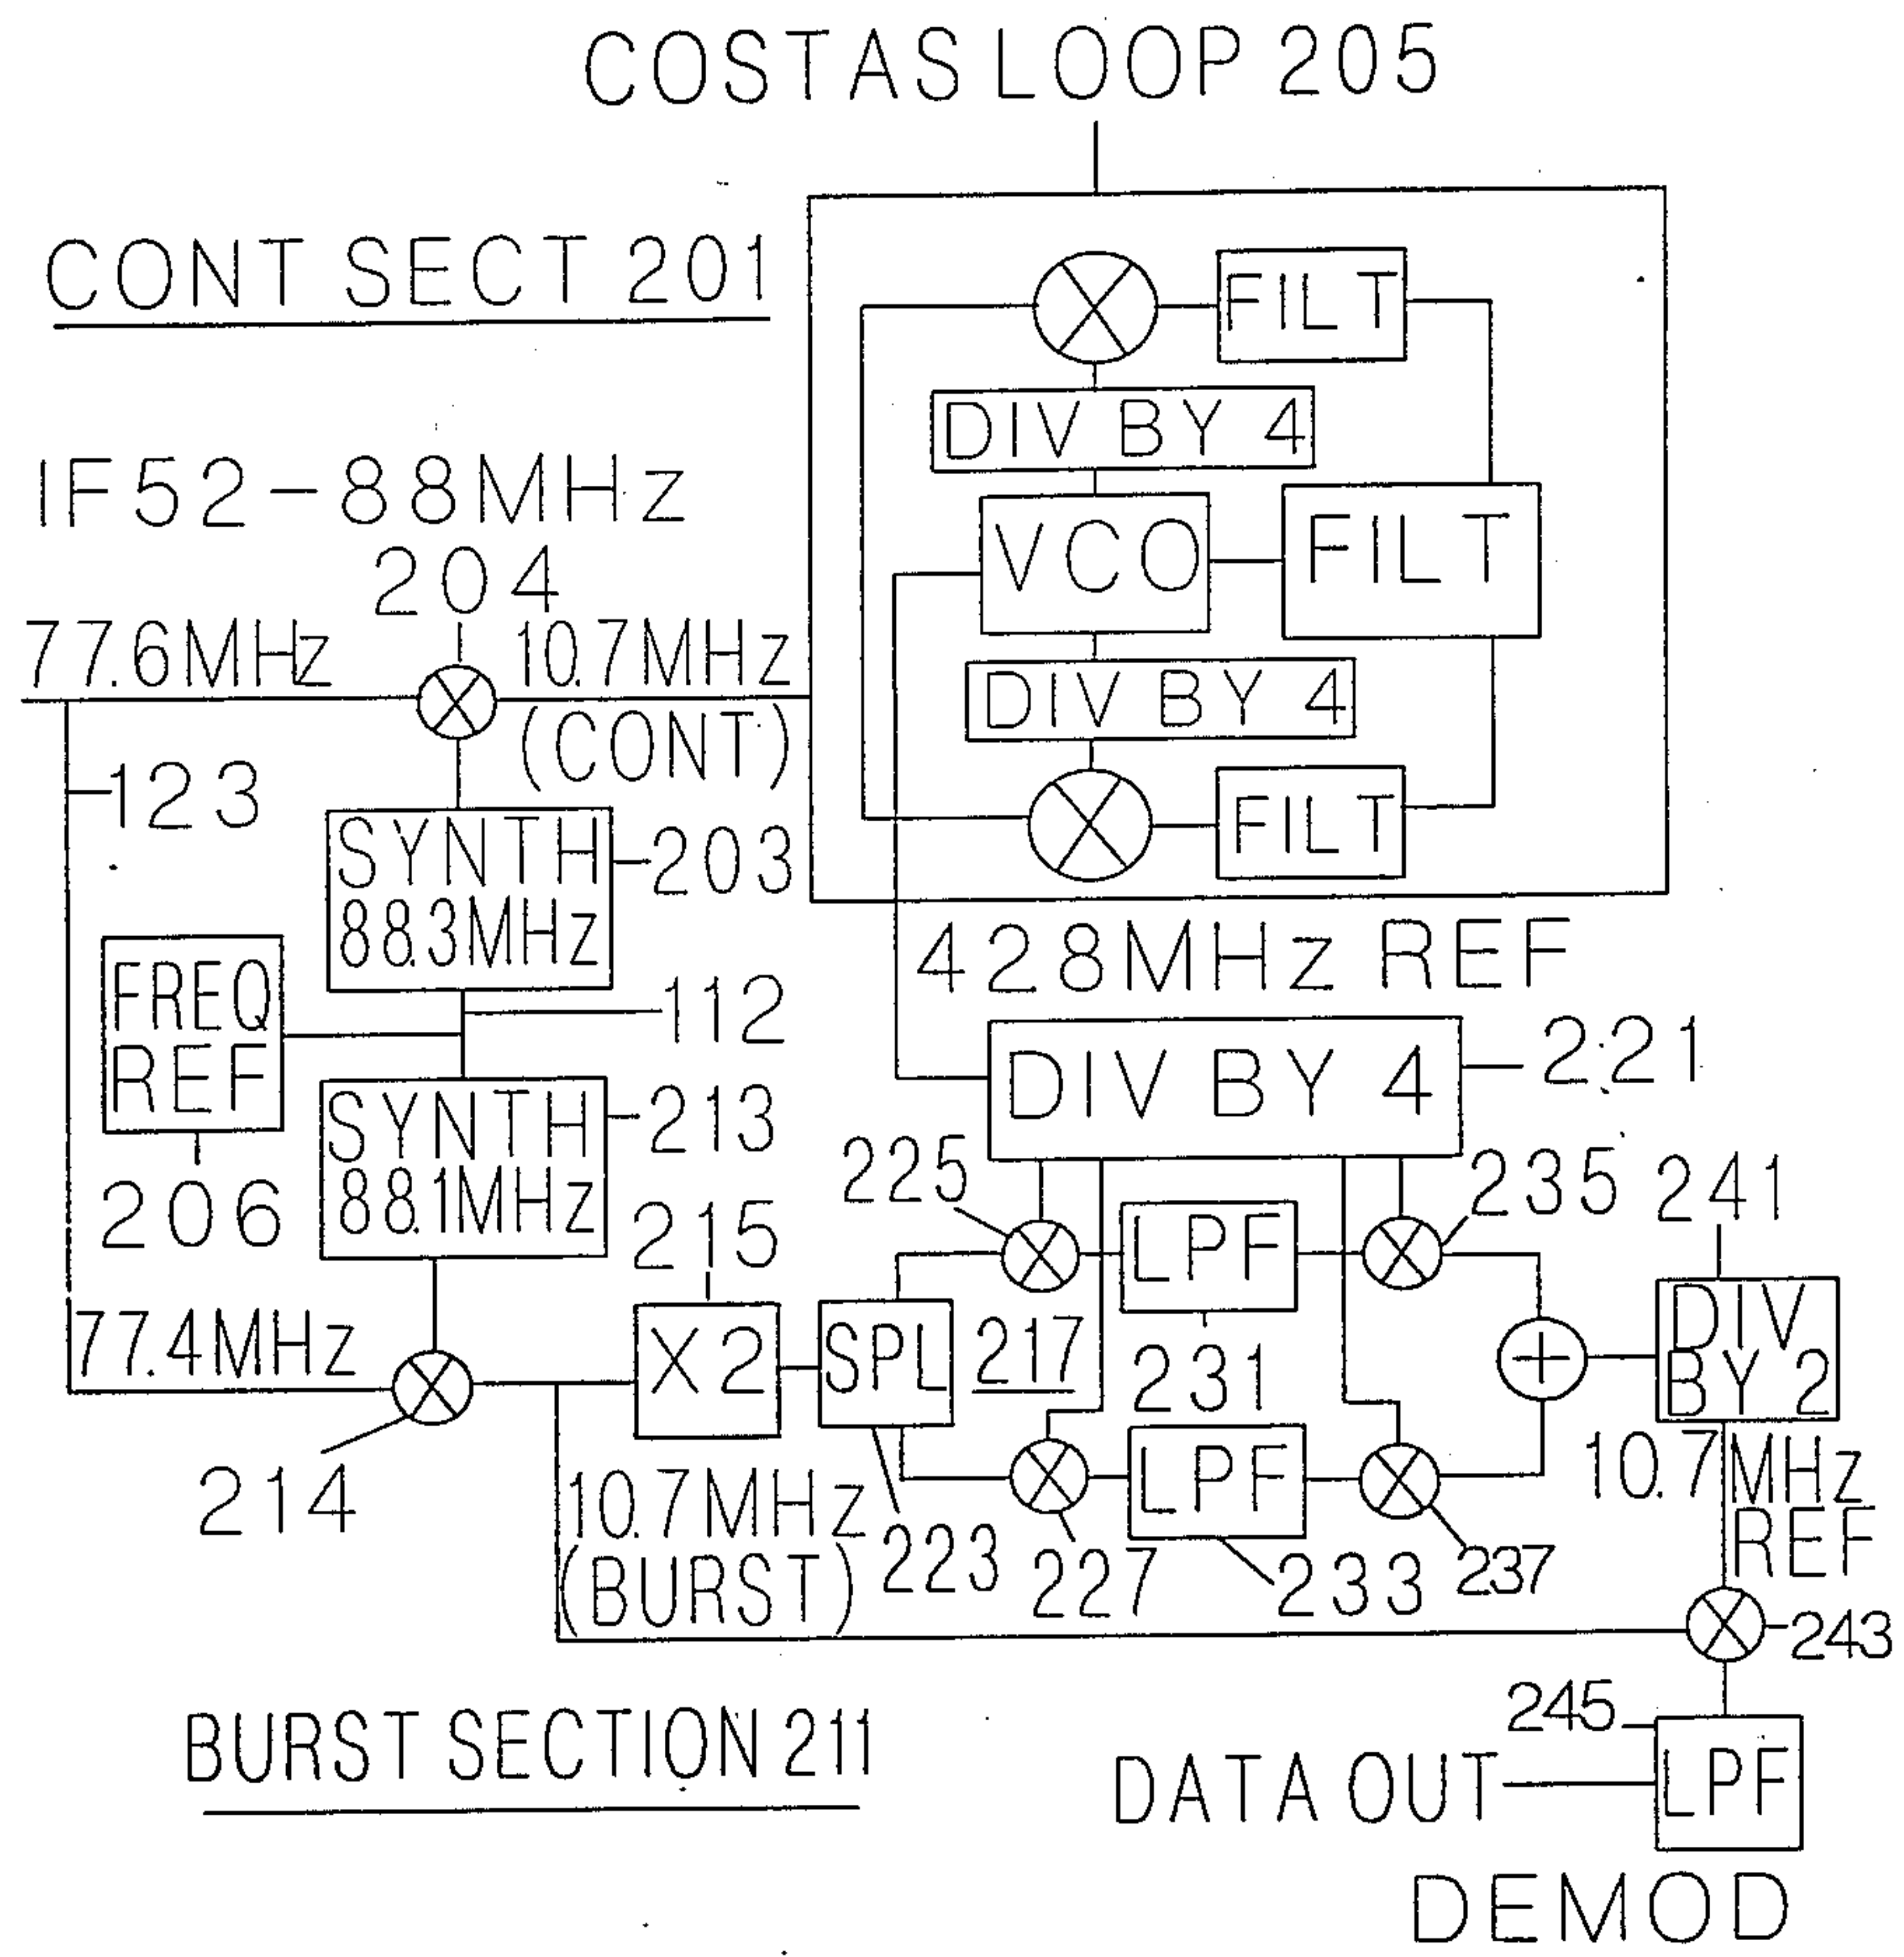 COSTAS LOOP 205
CONT SECT 201
FILT
DIV BY 4
IF 52-88MHz
VCO
FILT
204
77.6MHz
10.7MHz
(CONT)
DIV BY 4
123
FILT
SYNTH
88.3MHz
203
42.8MHz REF
FREQ
REF
112
DIV BY 4
221
SYNTH
88.1MHz
213
206
215
225
LPF
235
241
77.4MHz
X2
SPL
217
231
DIV
BY 2
214
10.7MHz
(BURST)
223
227
LPF
233
237
10.7MHz
REF
243
245
BURST SECTION 211
DATA OUT
LPF
DEMOD